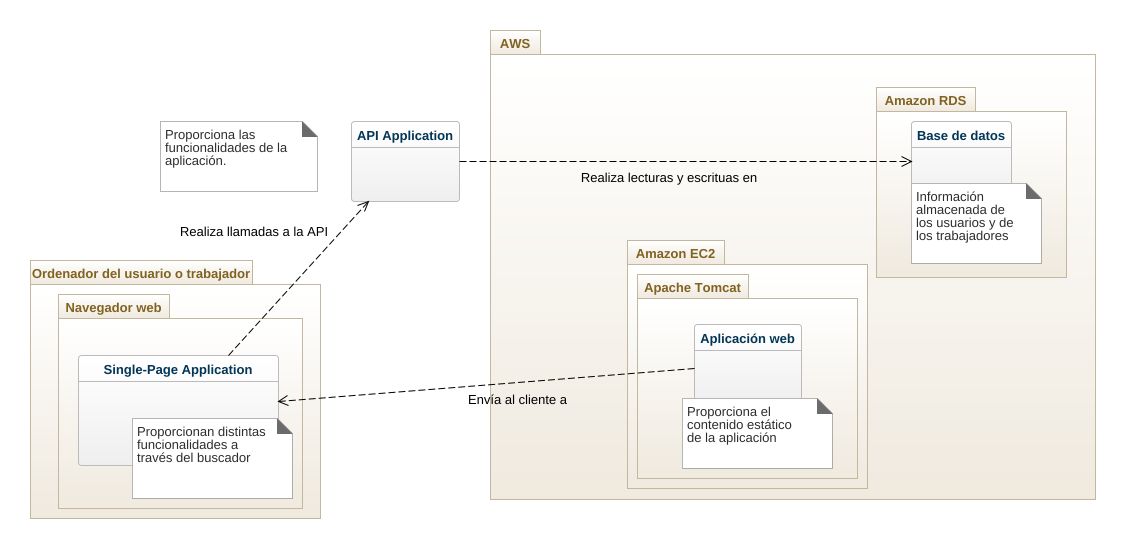 AWS
Amazon RDS
Proporciona las
funcionalidades de la
aplicación.
API Application
Base de datos
Realiza lecturas y escrituas en
Información
almacenada de
los usuarios y de
los trabajadores
Realiza llamadas a la API
Amazon EC2
Ordenador del usuario o trabajador
Apache Tomcat
Navegador web
Aplicación web
Single-Page Application
Envía al cliente a
Proporciona el
contenido estático
de la aplicación
Proporcionan distintas
funcionalidades a
través del buscador